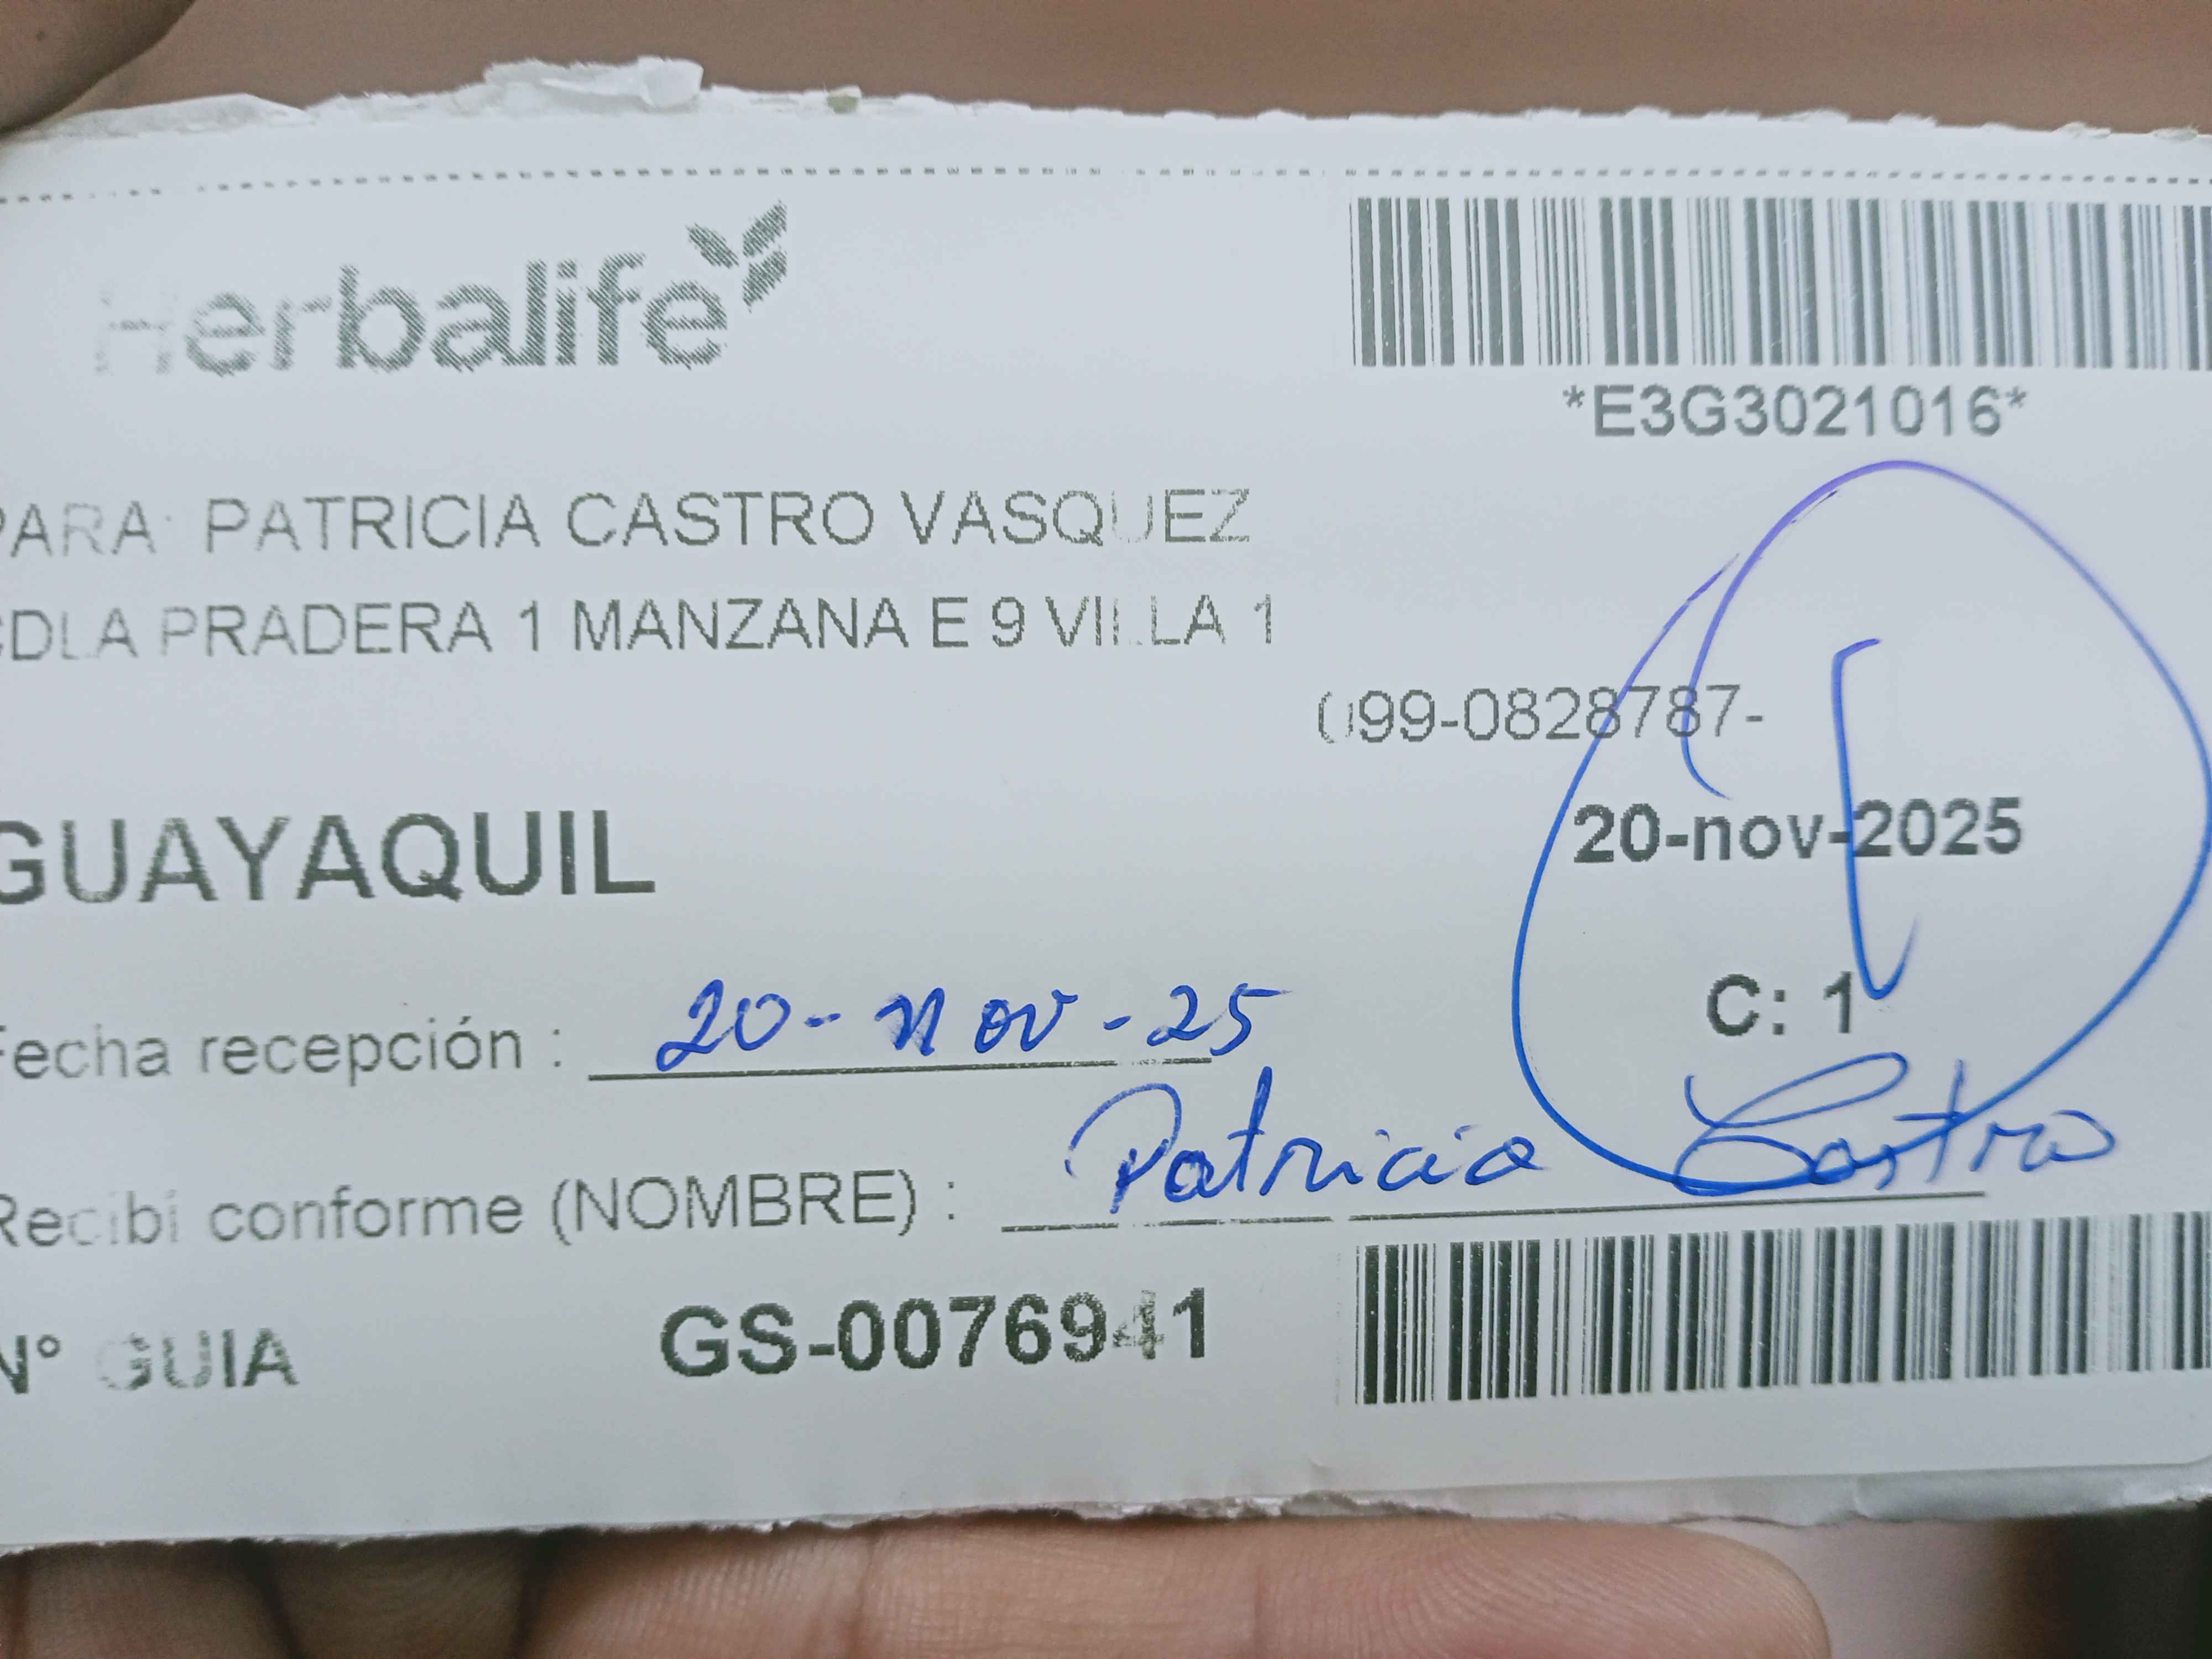 Herbalife
*E3G3021016*
PARA: PATRICIA CASTRO VASQUEZ
CDLA PRADERA 1 MANZANA E 9 VILLA 1
099-0828787-
GUAYAQUIL
20-nov-2025
C: 1
Fecha recepción : 20-nov-25
Recibí conforme (NOMBRE) : Patricia Castro
N° GUIA GS-0076941